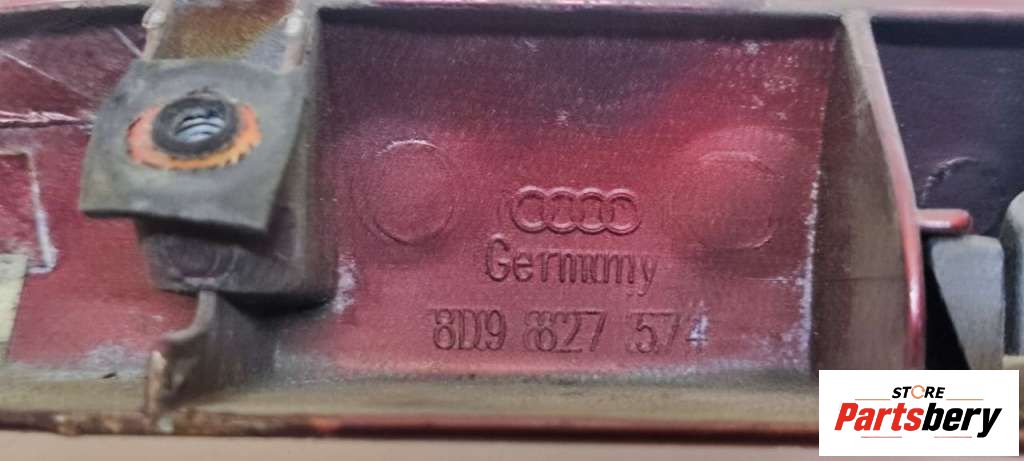 Germany
8D9 827 574
STORE
Partsbery